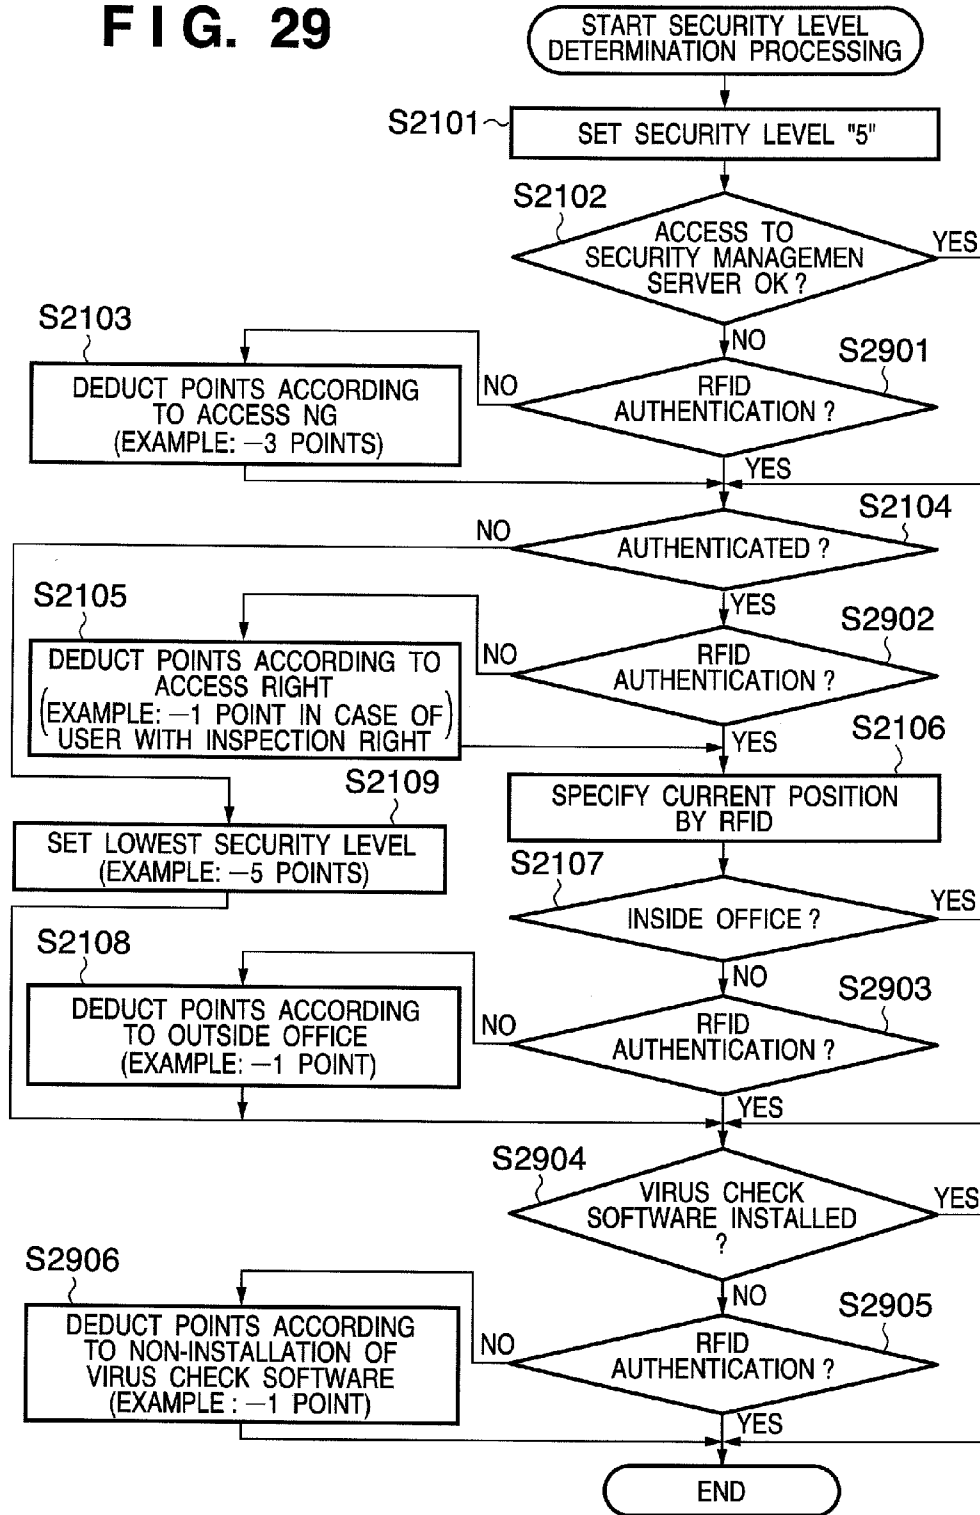 FIG. 29
START SECURITY LEVEL
DETERMINATION PROCESSING
S2101
SET SECURITY LEVEL "5"
S2102
ACCESS TO
SECURITY MANAGEMEN
SERVER OK ?
YES
NO
S2103
DEDUCT POINTS ACCORDING
TO ACCESS NG
(EXAMPLE: —3 POINTS)
NO
S2901
RFID
AUTHENTICATION ?
YES
S2104
NO
AUTHENTICATED ?
YES
S2105
DEDUCT POINTS ACCORDING TO
ACCESS RIGHT
(EXAMPLE: —1 POINT IN CASE OF
USER WITH INSPECTION RIGHT)
NO
S2902
RFID
AUTHENTICATION ?
YES
S2106
SPECIFY CURRENT POSITION
BY RFID
S2109
SET LOWEST SECURITY LEVEL
(EXAMPLE: —5 POINTS)
S2107
INSIDE OFFICE ?
YES
NO
S2108
DEDUCT POINTS ACCORDING
TO OUTSIDE OFFICE
(EXAMPLE: —1 POINT)
NO
S2903
RFID
AUTHENTICATION ?
YES
S2904
VIRUS CHECK
SOFTWARE INSTALLED
?
YES
NO
S2906
DEDUCT POINTS ACCORDING
TO NON-INSTALLATION OF
VIRUS CHECK SOFTWARE
(EXAMPLE : —1 POINT)
NO
S2905
RFID
AUTHENTICATION ?
YES
END